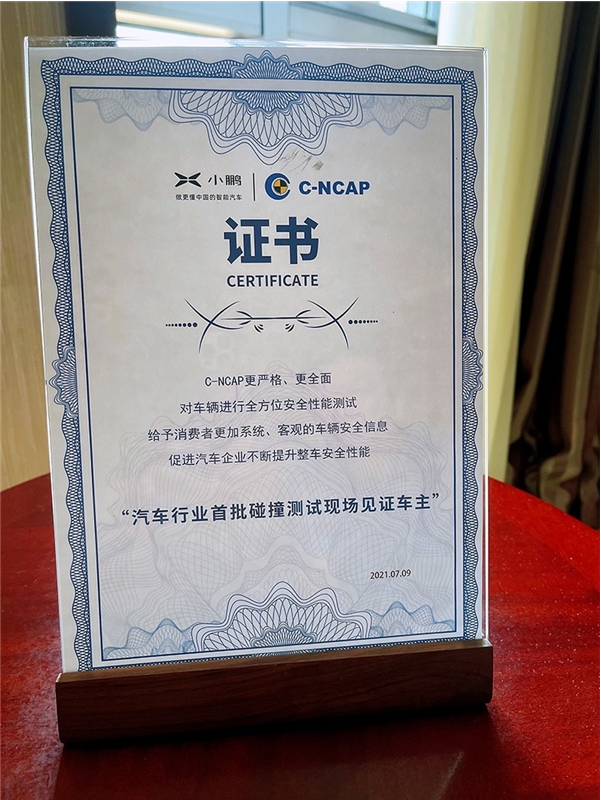 小鹏
做更懂中国的智能汽车
C-NCAP
证书
CERTIFICATE
C-NCAP更严格、更全面
对车辆进行全方位安全性能测试
给予消费者更加系统、客观的车辆安全信息
促进汽车企业不断提升整车安全性能
“汽车行业首批碰撞测试现场见证车主”
2021.07.09